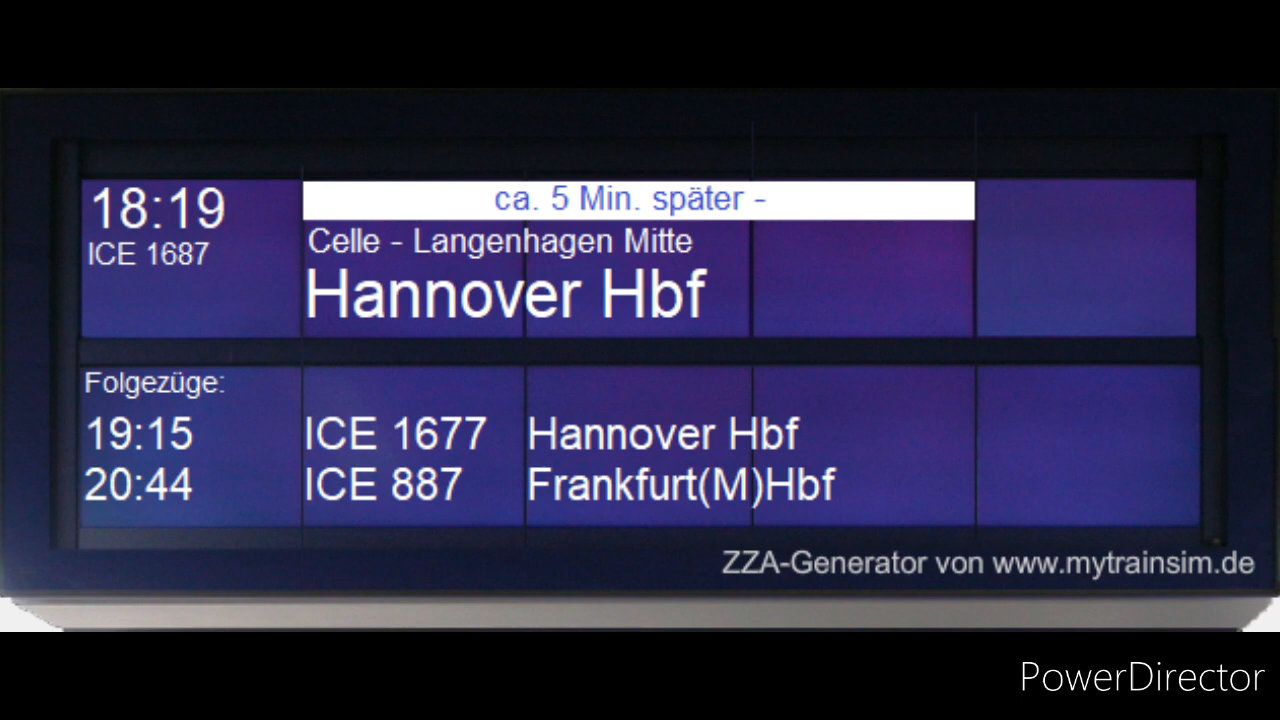 18:19
ca. 5 Min. später -
ICE 1687
Celle - Langenhagen Mitte
Hannover Hbf
Folgezüge:
19:15 ICE 1677 Hannover Hbf
20:44 ICE 887 Frankfurt(M)Hbf
ZZA-Generator von www.mytrainsim.de
PowerDirector